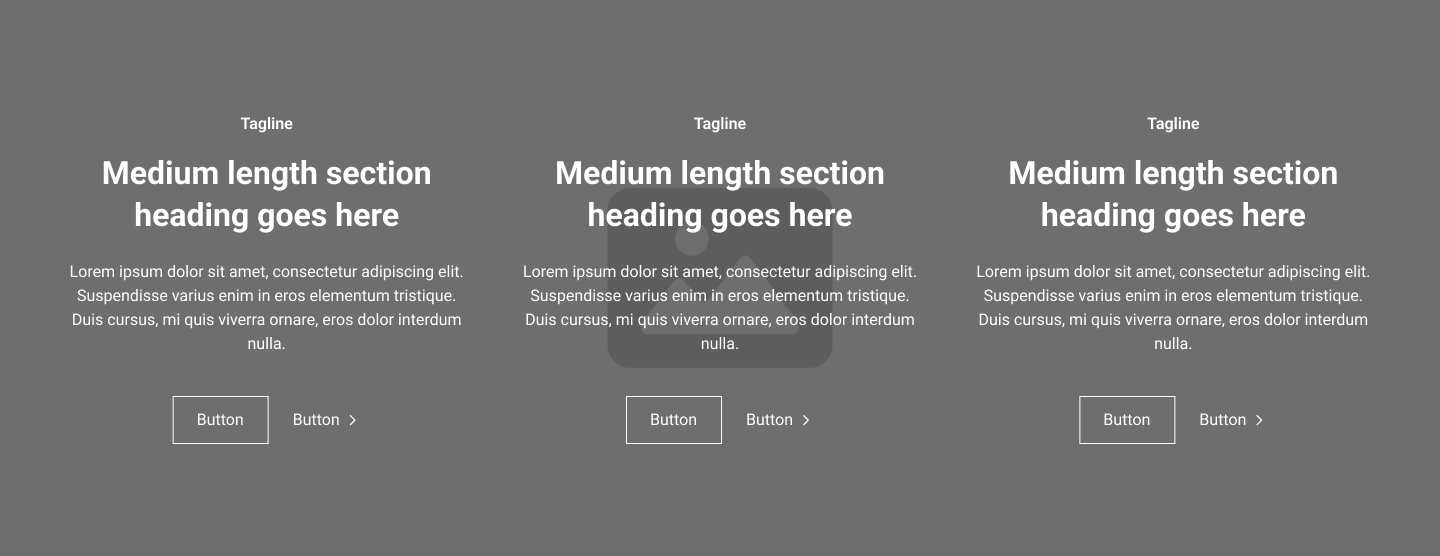 Tagline
Medium length section
heading goes here
Lorem ipsum dolor sit amet, consectetur adipiscing elit.
Suspendisse varius enim in eros elementum tristique.
Duis cursus, mi quis viverra ornare, eros dolor interdum
nulla.
Button
Button
Tagline
Medium length section
heading goes here
Lorem ipsum dolor sit amet, consectetur adipiscing elit.
Suspendisse varius enim in eros elementum tristique.
Duis cursus, mi quis viverra ornare, eros dolor interdum
nulla.
Button
Button
Tagline
Medium length section
heading goes here
Lorem ipsum dolor sit amet, consectetur adipiscing elit.
Suspendisse varius enim in eros elementum tristique.
Duis cursus, mi quis viverra ornare, eros dolor interdum
nulla.
Button
Button